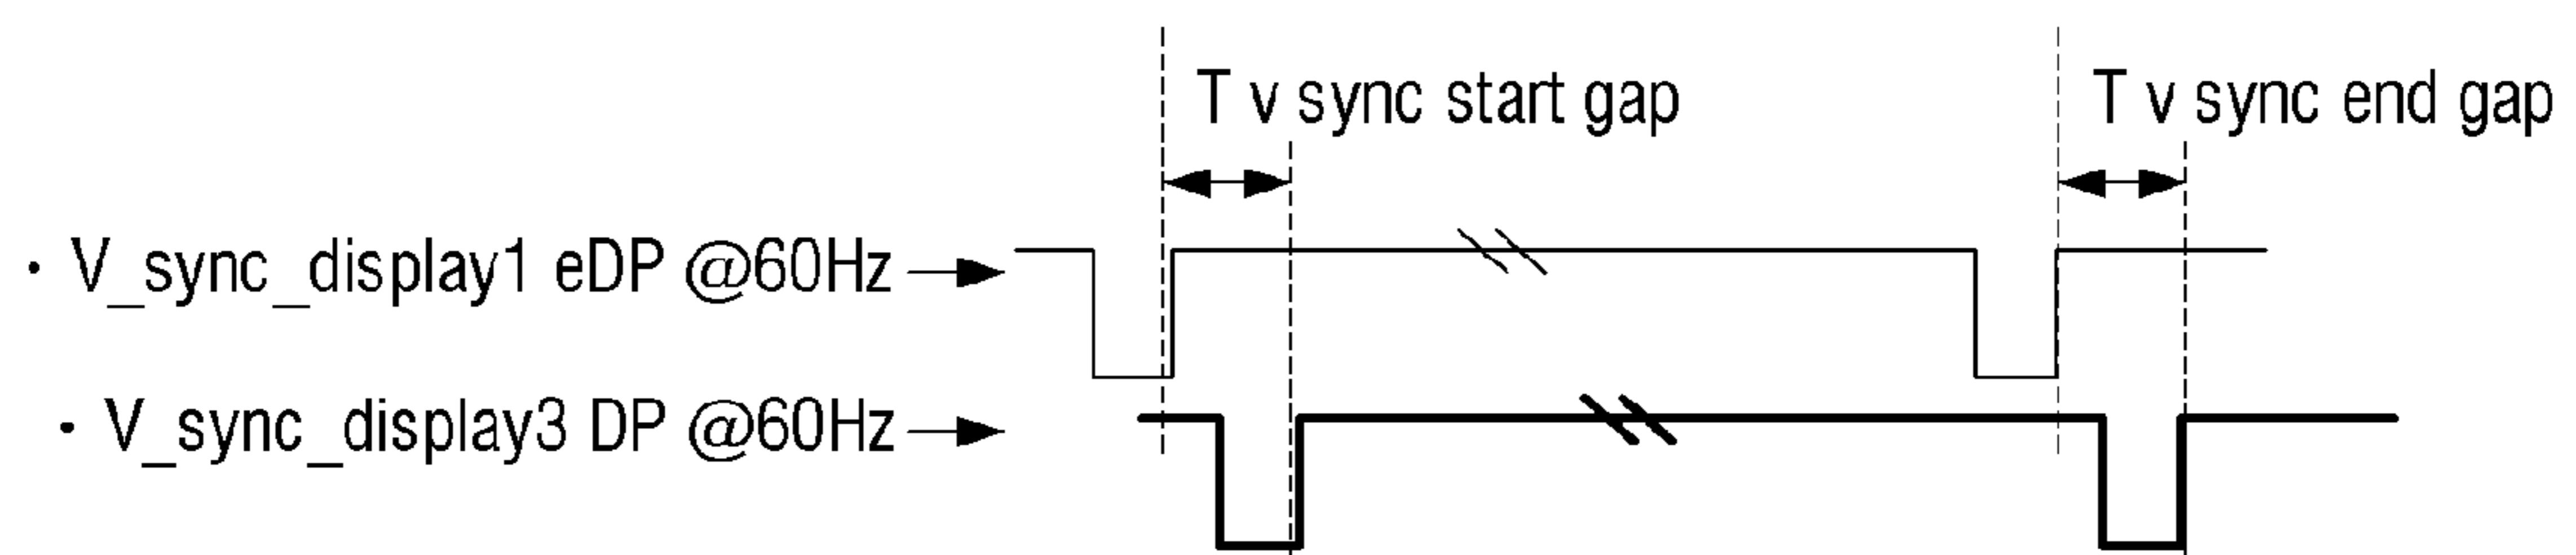 T v sync start gap
T v sync end gap
· V_sync_display1 eDP @60Hz
· V_sync_display3 DP @60Hz